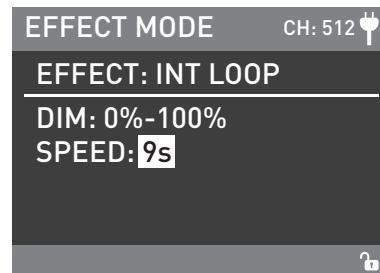 EFFECT MODE CH: 512
EFFECT: INT LOOP
DIM: 0%-100%
SPEED: 9s